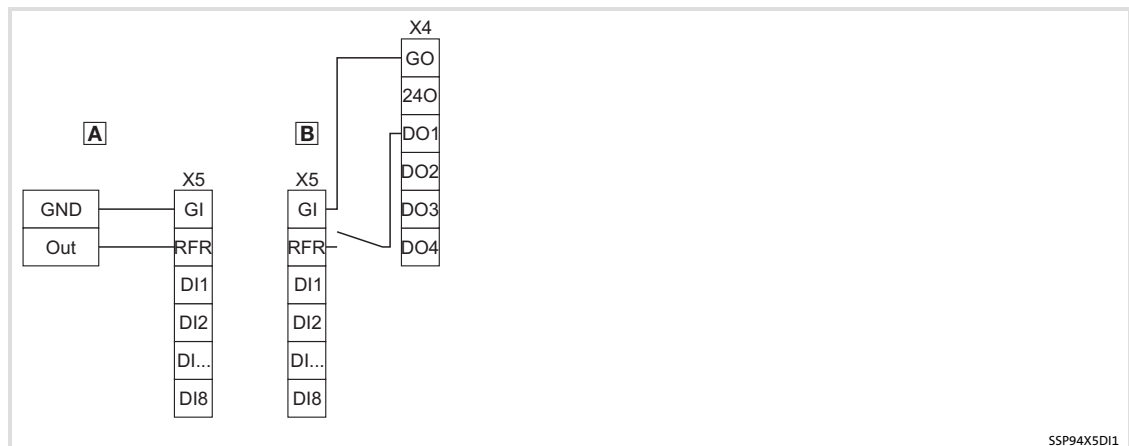 X4
GO
24O
A
B
DO1
DO2
X5
X5
GND
GI
GI
DO3
Out
RFR
RFR
DO4
DI1
DI1
DI2
DI2
DI...
DI...
DI8
DI8
SSP94X5DI1